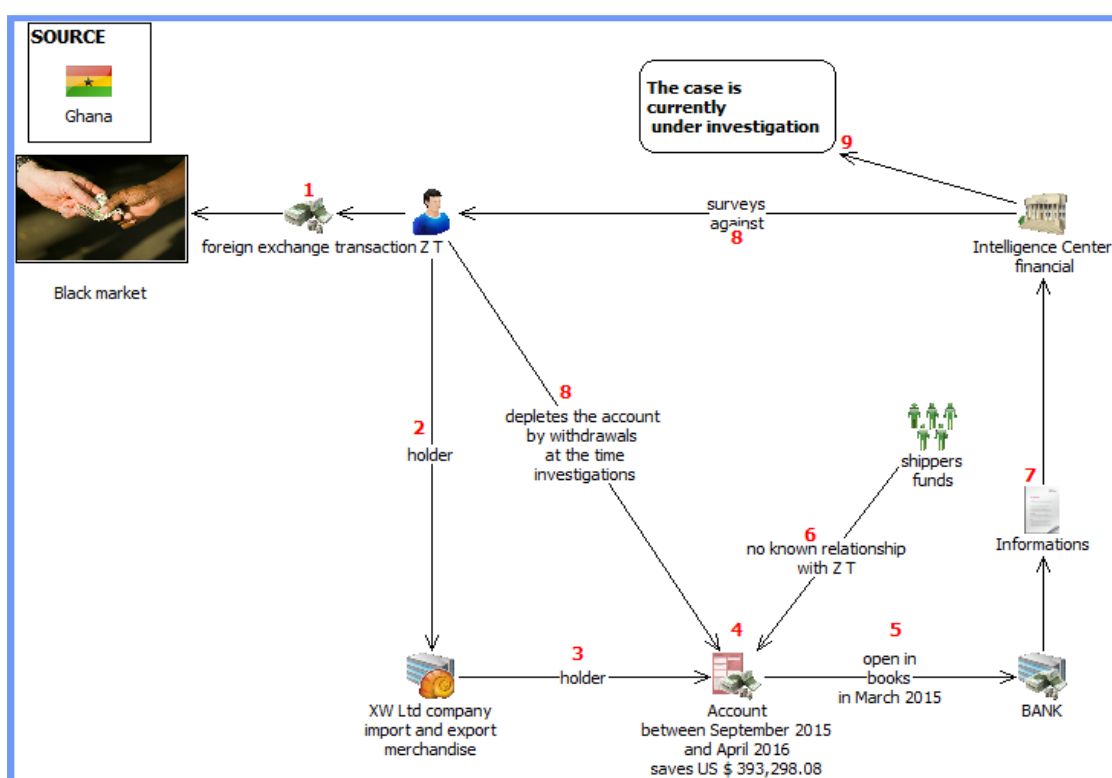 SOURCE
Ghana
The case is
currently
under investigation
9
1
surveys
against
8
foreign exchange transaction Z T
Intelligence Center
financial
Black market
8
depletes the account
by withdrawals
at the time
investigations
2
holder
shippers
funds
7
Informations
6
no known relationship
with Z T
4
5
3
holder
open in
books
in March 2015
XW Ltd company
import and export
merchandise
Account
between September 2015
and April 2016
saves US $ 393,298.08
BANK